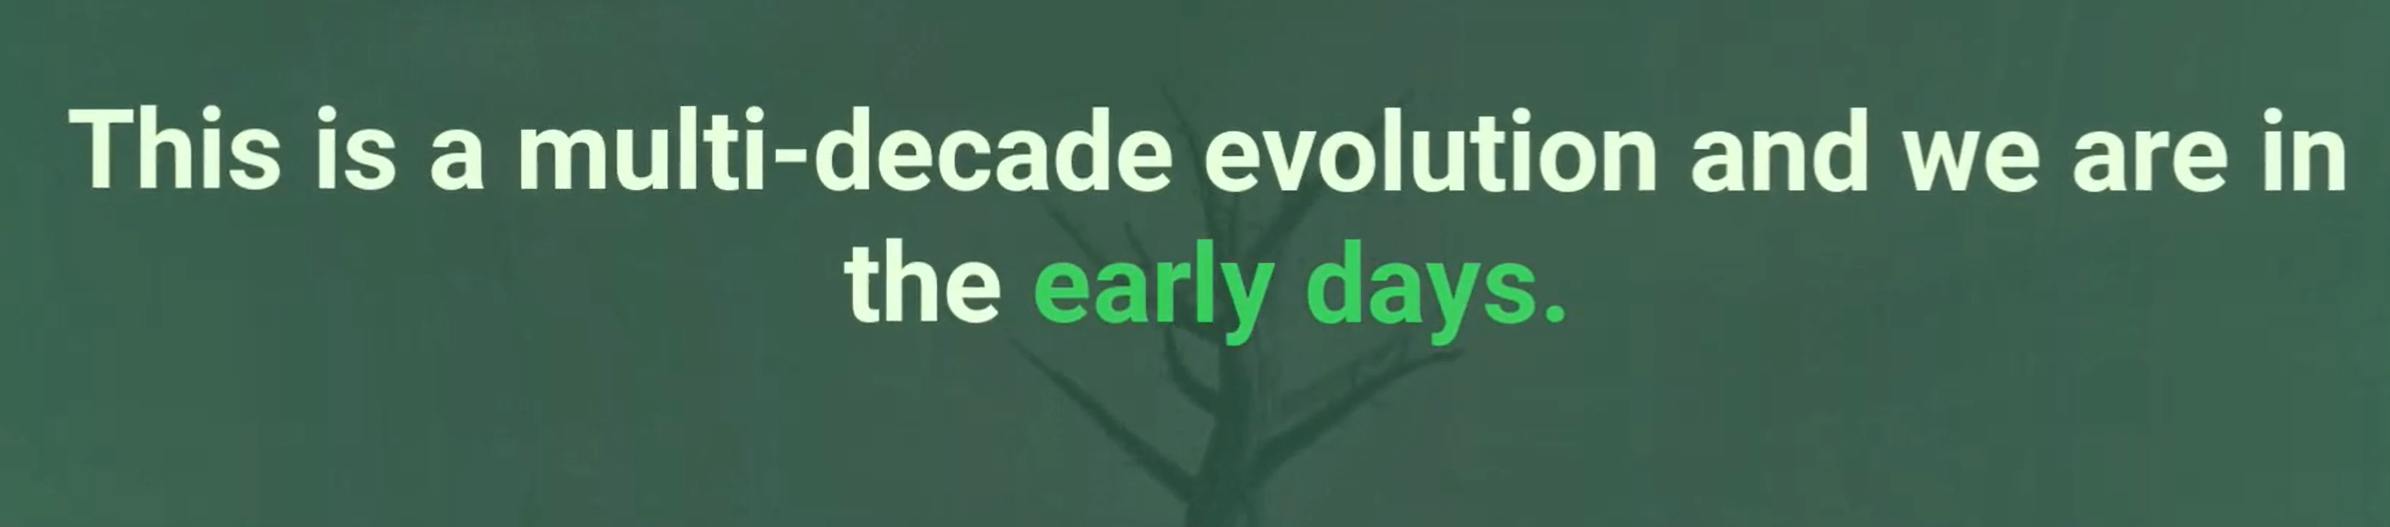 This is a multi-decade evolution and we are in
the early days.